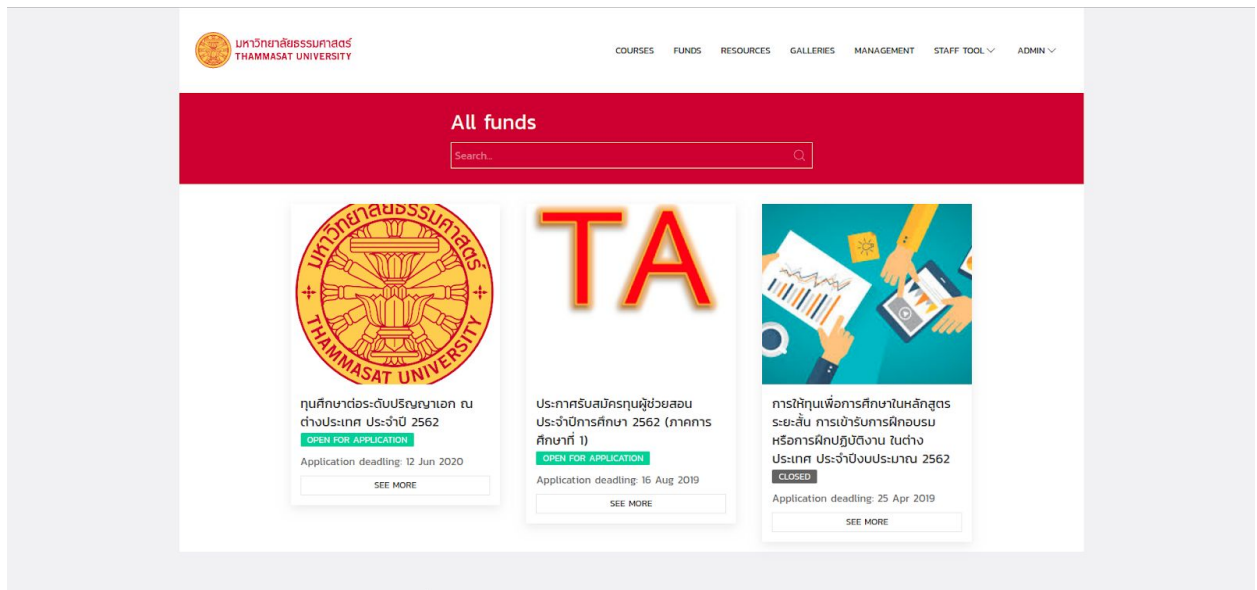 มหาวิทยาลัยธรรมศาสตร์
THAMMASAT UNIVERSITY
COURSES FUNDS RESOURCES GALLERIES MANAGEMENT STAFF TOOL ADMIN
All funds
Search...
มหาวิทยาลัยธรรมศาสตร์
THAMMASAT UNIVERSITY
ทุนศึกษาต่อระดับปริญญาเอก ณ
ต่างประเทศ ประจำปี 2562
OPEN FOR APPLICATION
Application deadling: 12 Jun 2020
SEE MORE
TA
ประกาศรับสมัครทุนผู้ช่วยสอน
ประจำปีการศึกษา 2562 (ภาคการ
ศึกษาที่ 1)
OPEN FOR APPLICATION
Application deadling: 16 Aug 2019
SEE MORE
การให้ทุนเพื่อการศึกษาในหลักสูตร
ระยะสั้น การเข้ารับการฝึกอบรม
หรือการฝึกปฏิบัติงาน ในต่าง
ประเทศ ประจำปีงบประมาณ 2562
CLOSED
Application deadling: 25 Apr 2019
SEE MORE